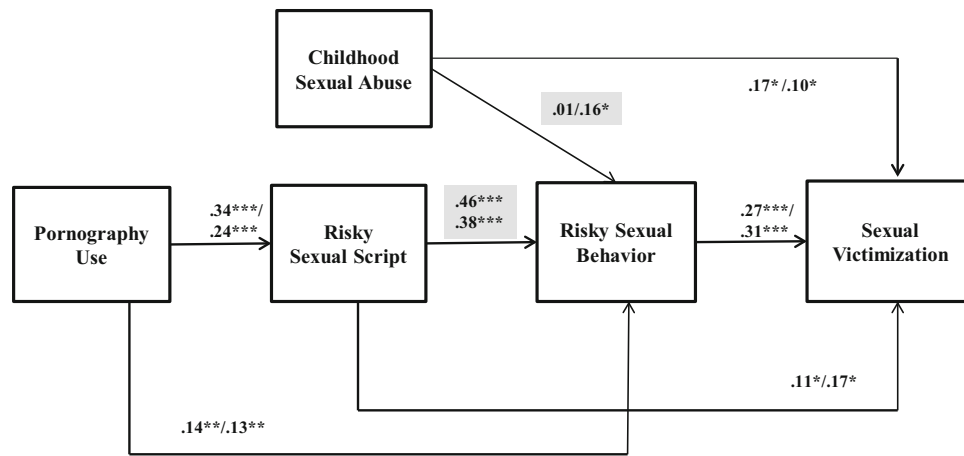 Childhood
Sexual Abuse
.17*/.10*
.01/.16*
Pornography
Use
.34***/
.24***
Risky
Sexual Script
.46***
.38***
Risky Sexual
Behavior
.27***/
.31***
Sexual
Victimization
.11*/.17*
.14**/.13**